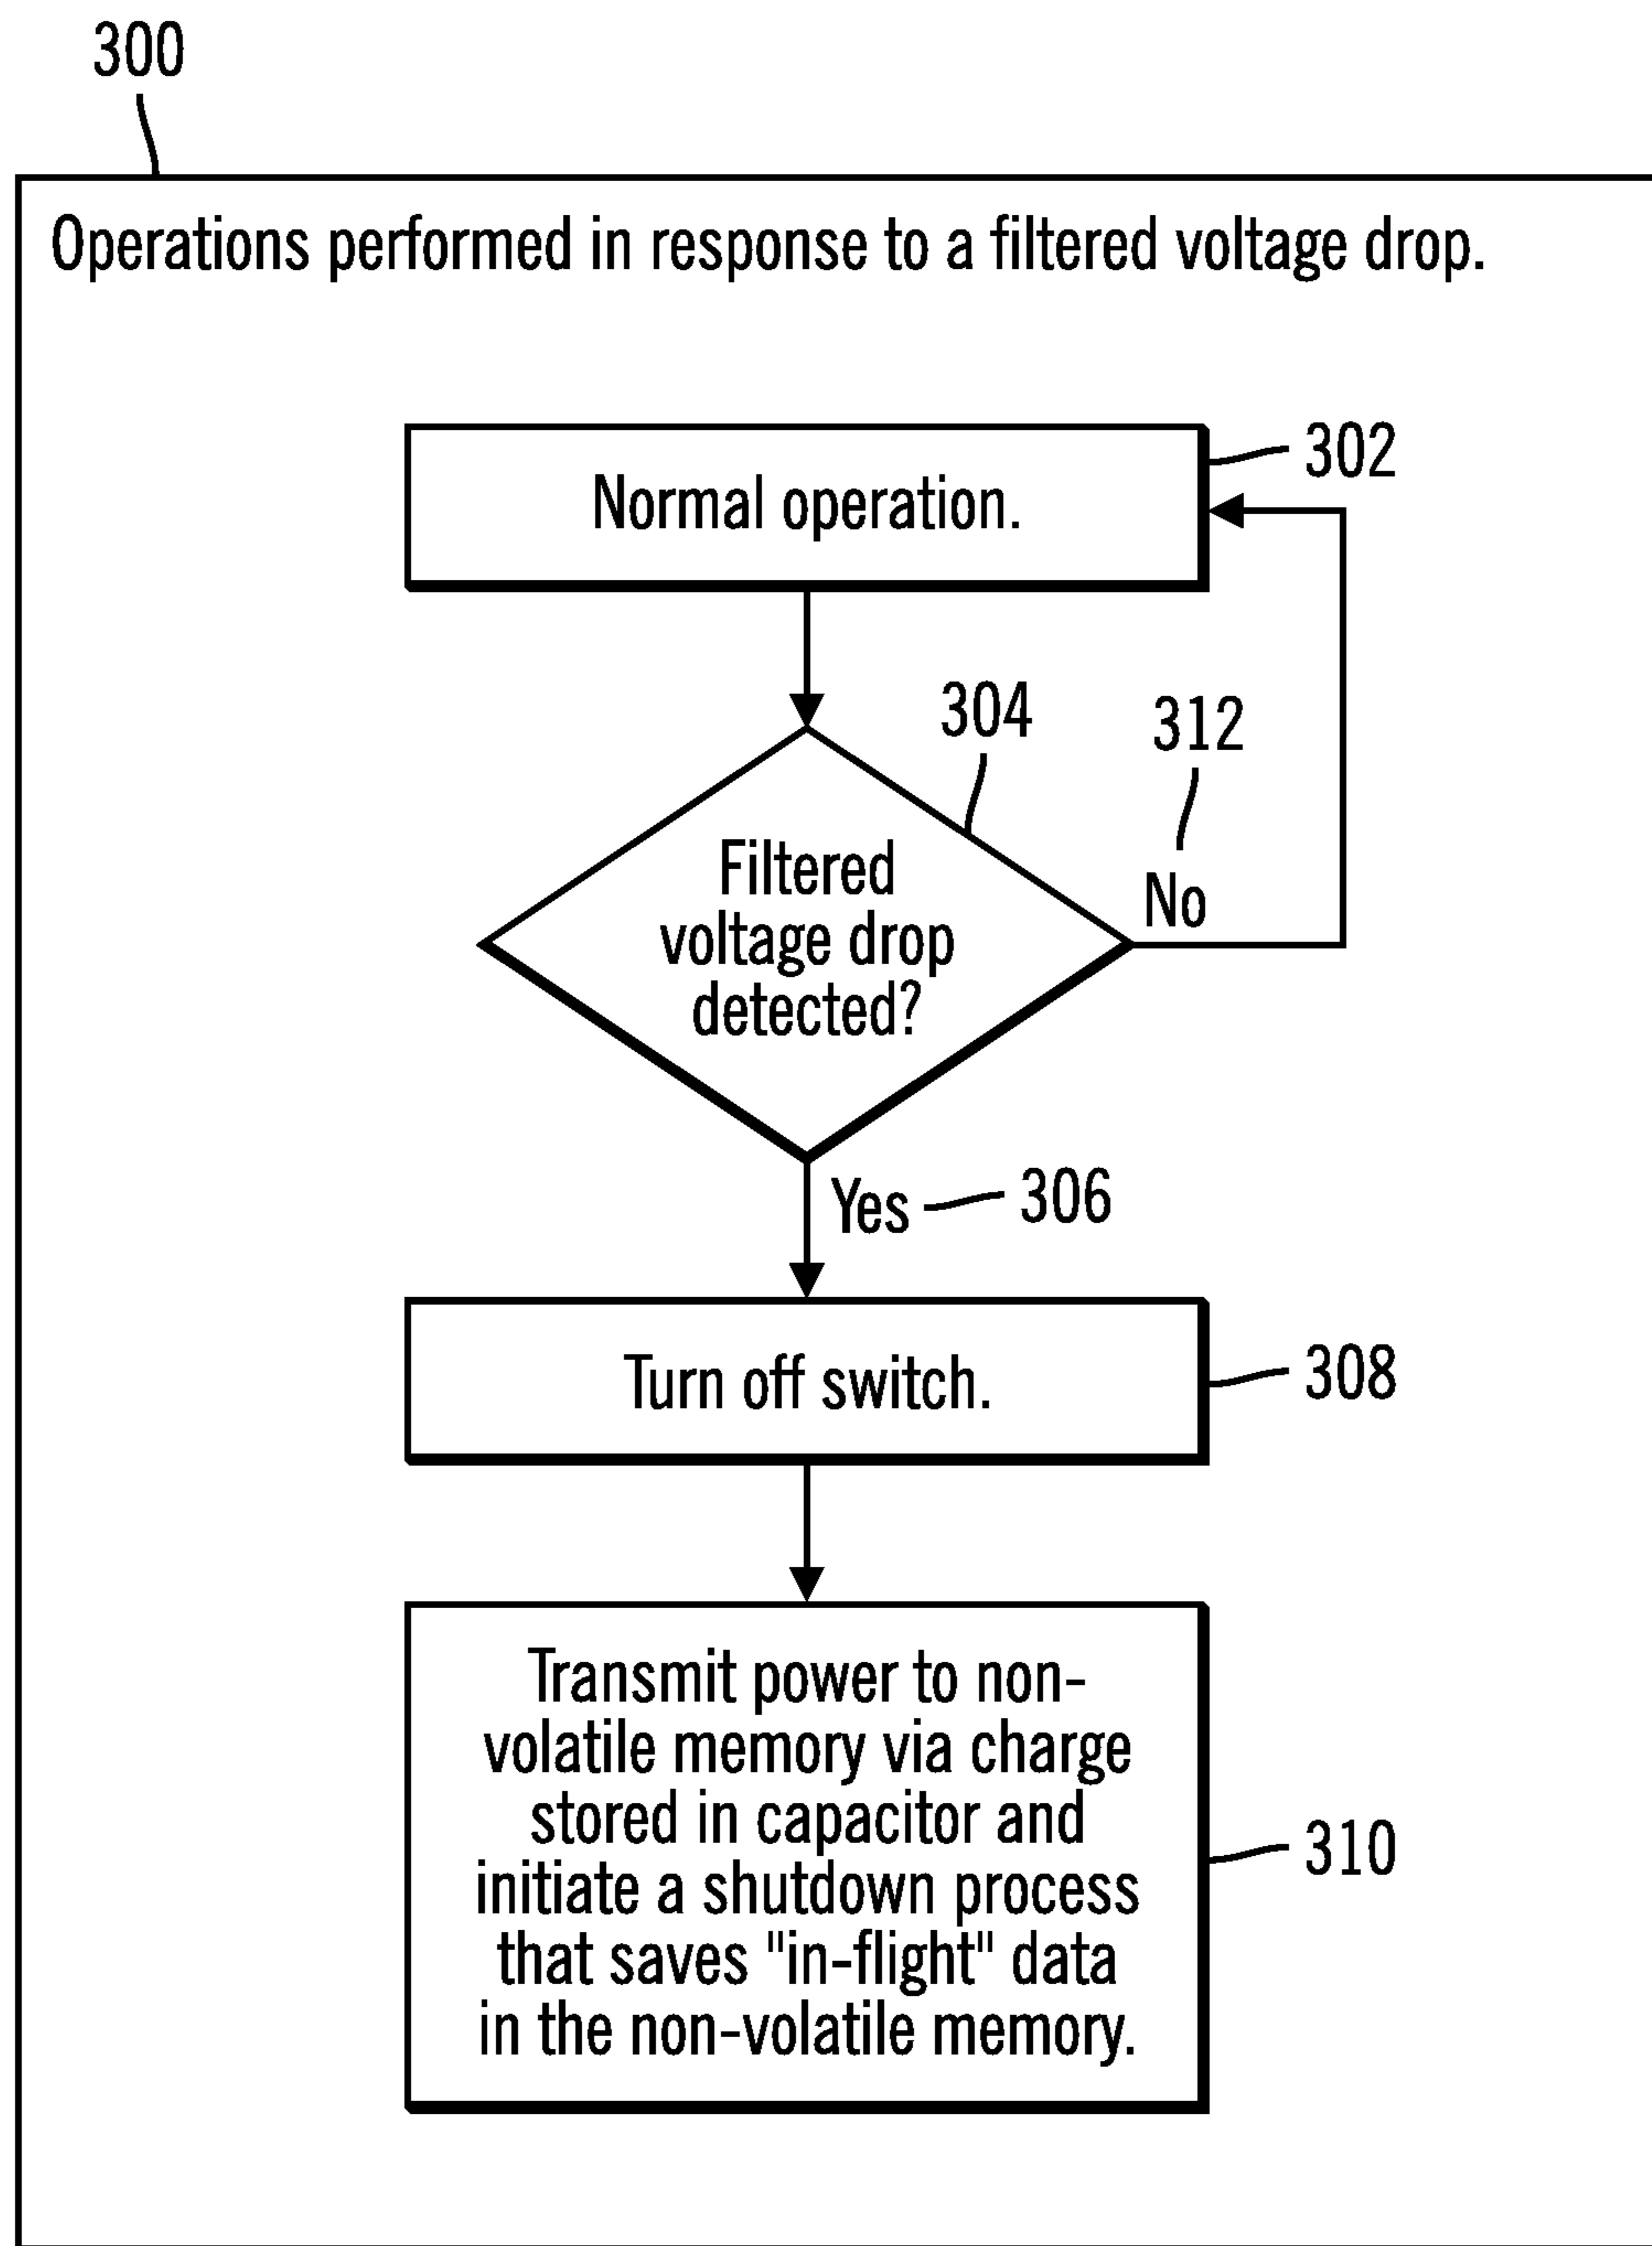 300
Operations performed in response to a filtered voltage drop.
302
Normal operation.
304
312
Filtered
voltage drop
detected?
No
Yes
306
Turn off switch.
308
Transmit power to non-
volatile memory via charge
stored in capacitor and
initiate a shutdown process
that saves "in-flight" data
in the non-volatile memory.
310